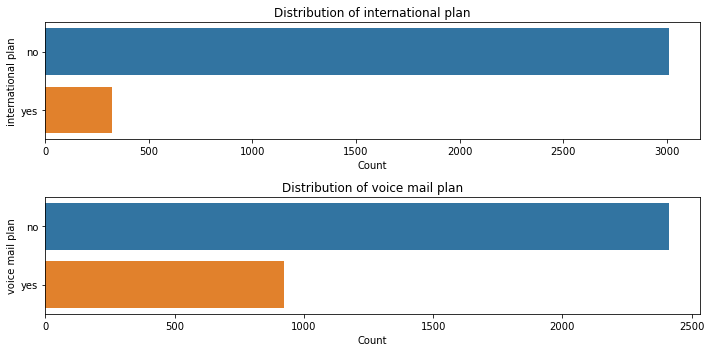 Distribution of international plan
international plan
no
yes
0 500 1000 1500 2000 2500 3000
Count
Distribution of voice mail plan
voice mail plan
no
yes
0 500 1000 1500 2000 2500
Count